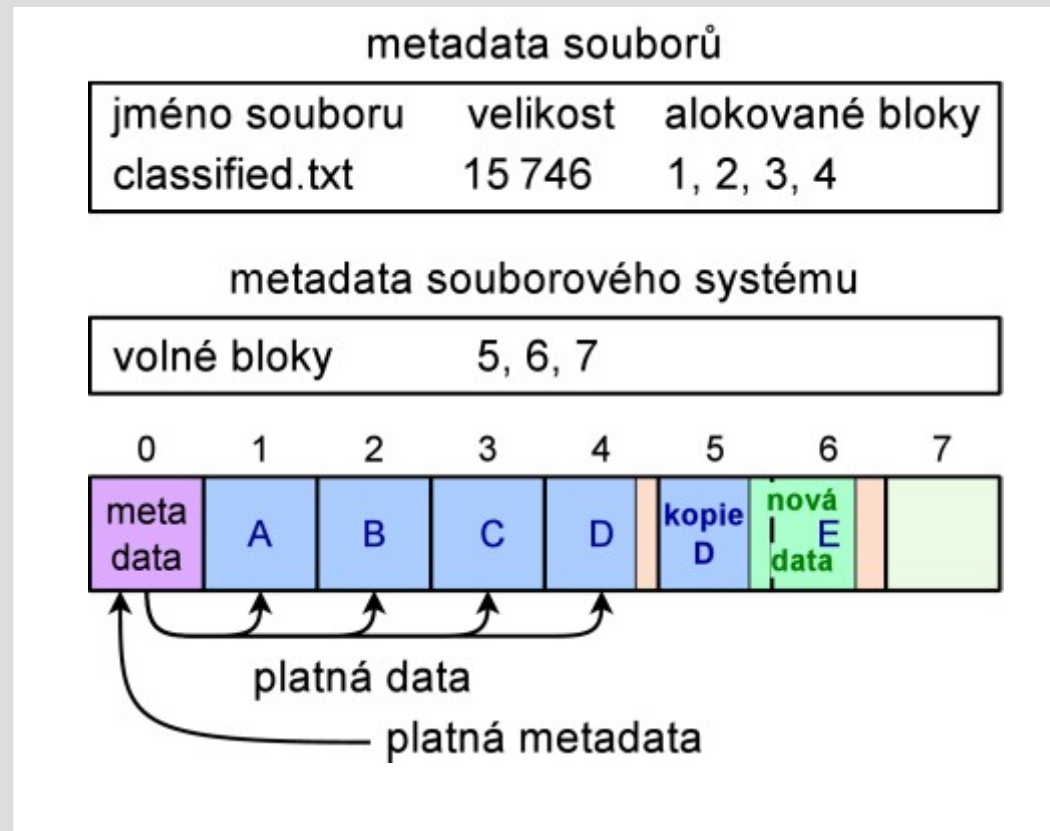 metadata souborů
jméno souboru velikost alokované bloky
classified.txt 15 746 1, 2, 3, 4
metadata souborového systému
volné bloky 5, 6, 7
0 1 2 3 4 5 6 7
meta data
A
B
C
D
kopie D
nová data
E
platná data
platná metadata